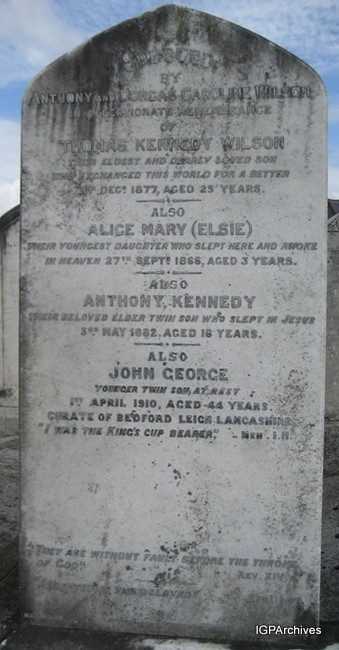 ERECTED
BY
ANTHONY AND DORCAS CAROLINE WILSON
IN AFFECTIONATE REMEMBRANCE
OF
THOMAS KENNEDY WILSON
THEIR ELDEST AND DEARLY LOVED SON
WHO EXCHANGED THIS WORLD FOR A BETTER
DECR 1877, AGED 25 YEARS.
ALSO
ALICE MARY (ELSIE)
THEIR YOUNGEST DAUGHTER WHO SLEPT HERE AND AWOKE
IN HEAVEN 27TH SEPTR 1866, AGED 3 YEARS.
ALSO
ANTHONY KENNEDY
THEIR BELOVED ELDER TWIN SON WHO SLEPT IN JESUS
3RD MAY 1882, AGED 16 YEARS.
ALSO
JOHN GEORGE
YOUNGER TWIN SON, AT REST
1ST APRIL 1910, AGED 44 YEARS.
CURATE OF BEDFORD LEIGH LANCASHIRE
"I WAS THE KING'S CUP BEARER," NEH. I.II
"THEY ARE WITHOUT FAULT BEFORE THE THRONE
OF GOD" REV. XIV.
BELOVED
IGPArchives